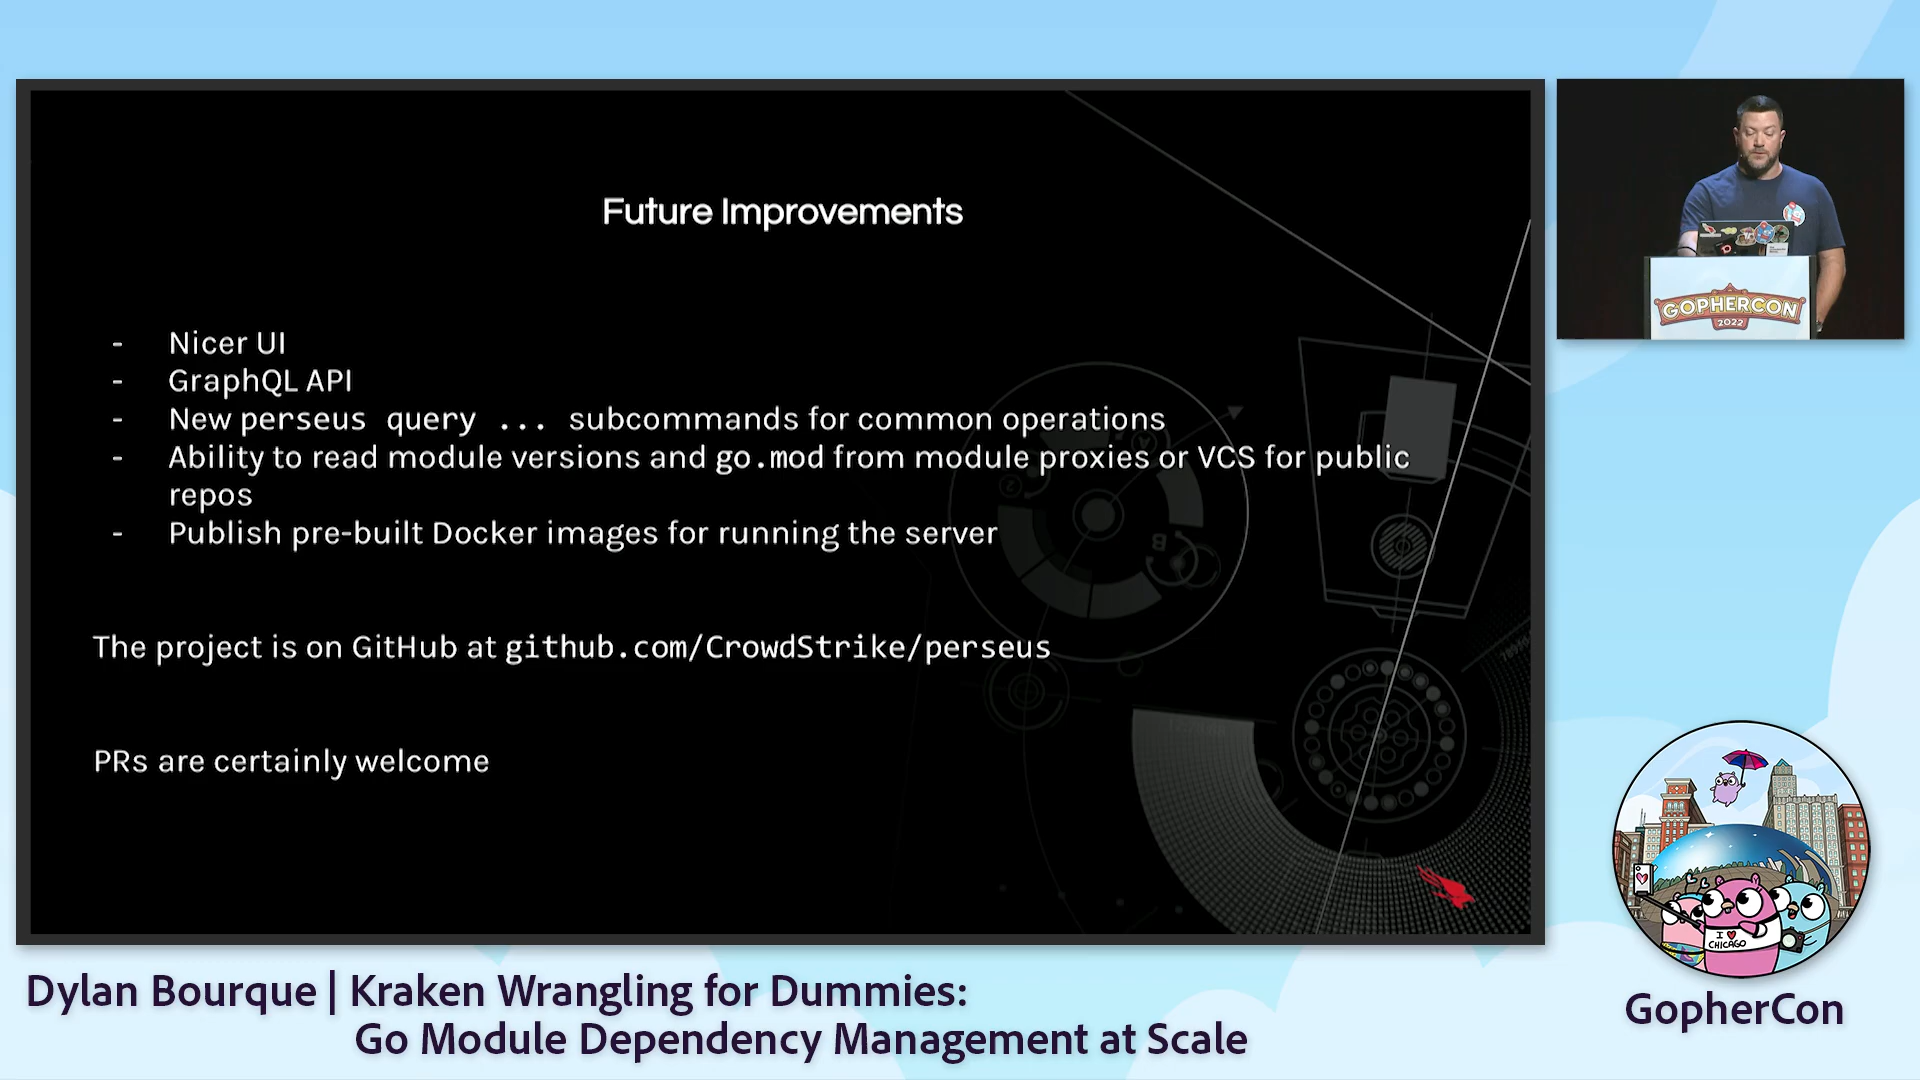 Future Improvements
- Nicer UI
- GraphQL API
- New perseus query ... subcommands for common operations
- Ability to read module versions and go.mod from module proxies or VCS for public
repos
- Publish pre-built Docker images for running the server
The project is on GitHub at github.com/CrowdStrike/perseus
PRs are certainly welcome
GOPHERCON
2022
I ♥
CHICAGO
Dylan Bourque | Kraken Wrangling for Dummies:
Go Module Dependency Management at Scale
GopherCon